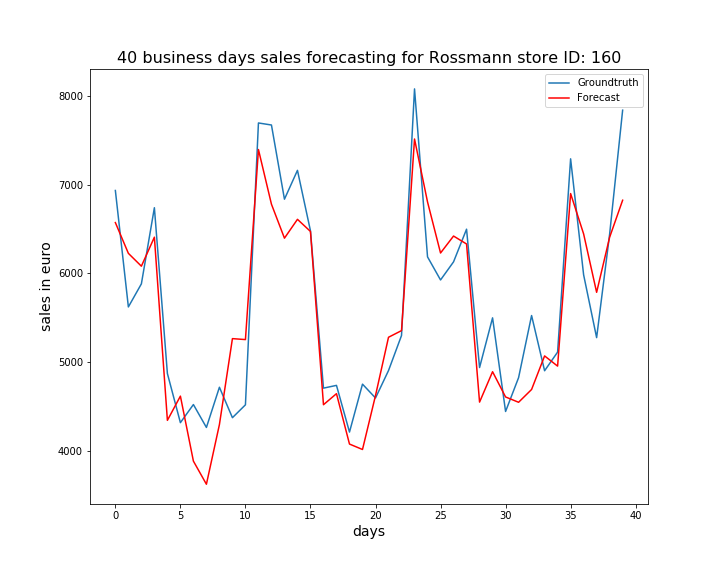 40 business days sales forecasting for Rossmann store ID: 160
Groundtruth
Forecast
8000
7000
6000
5000
4000
sales in euro
0 5 10 15 20 25 30 35 40
days